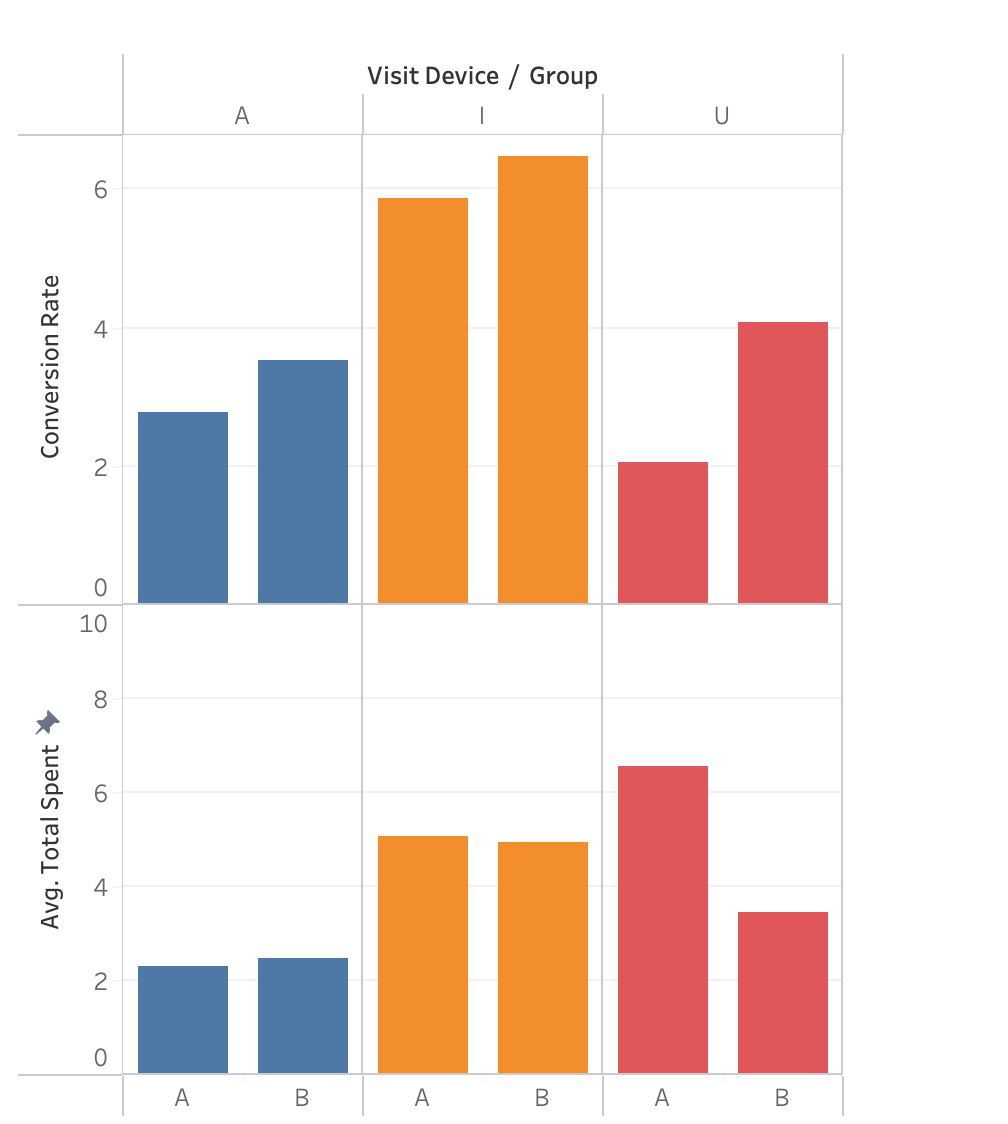 Visit Device / Group
A I U
Conversion Rate
6
4
2
0
Avg. Total Spent
10
8
6
4
2
0
A B A B A B